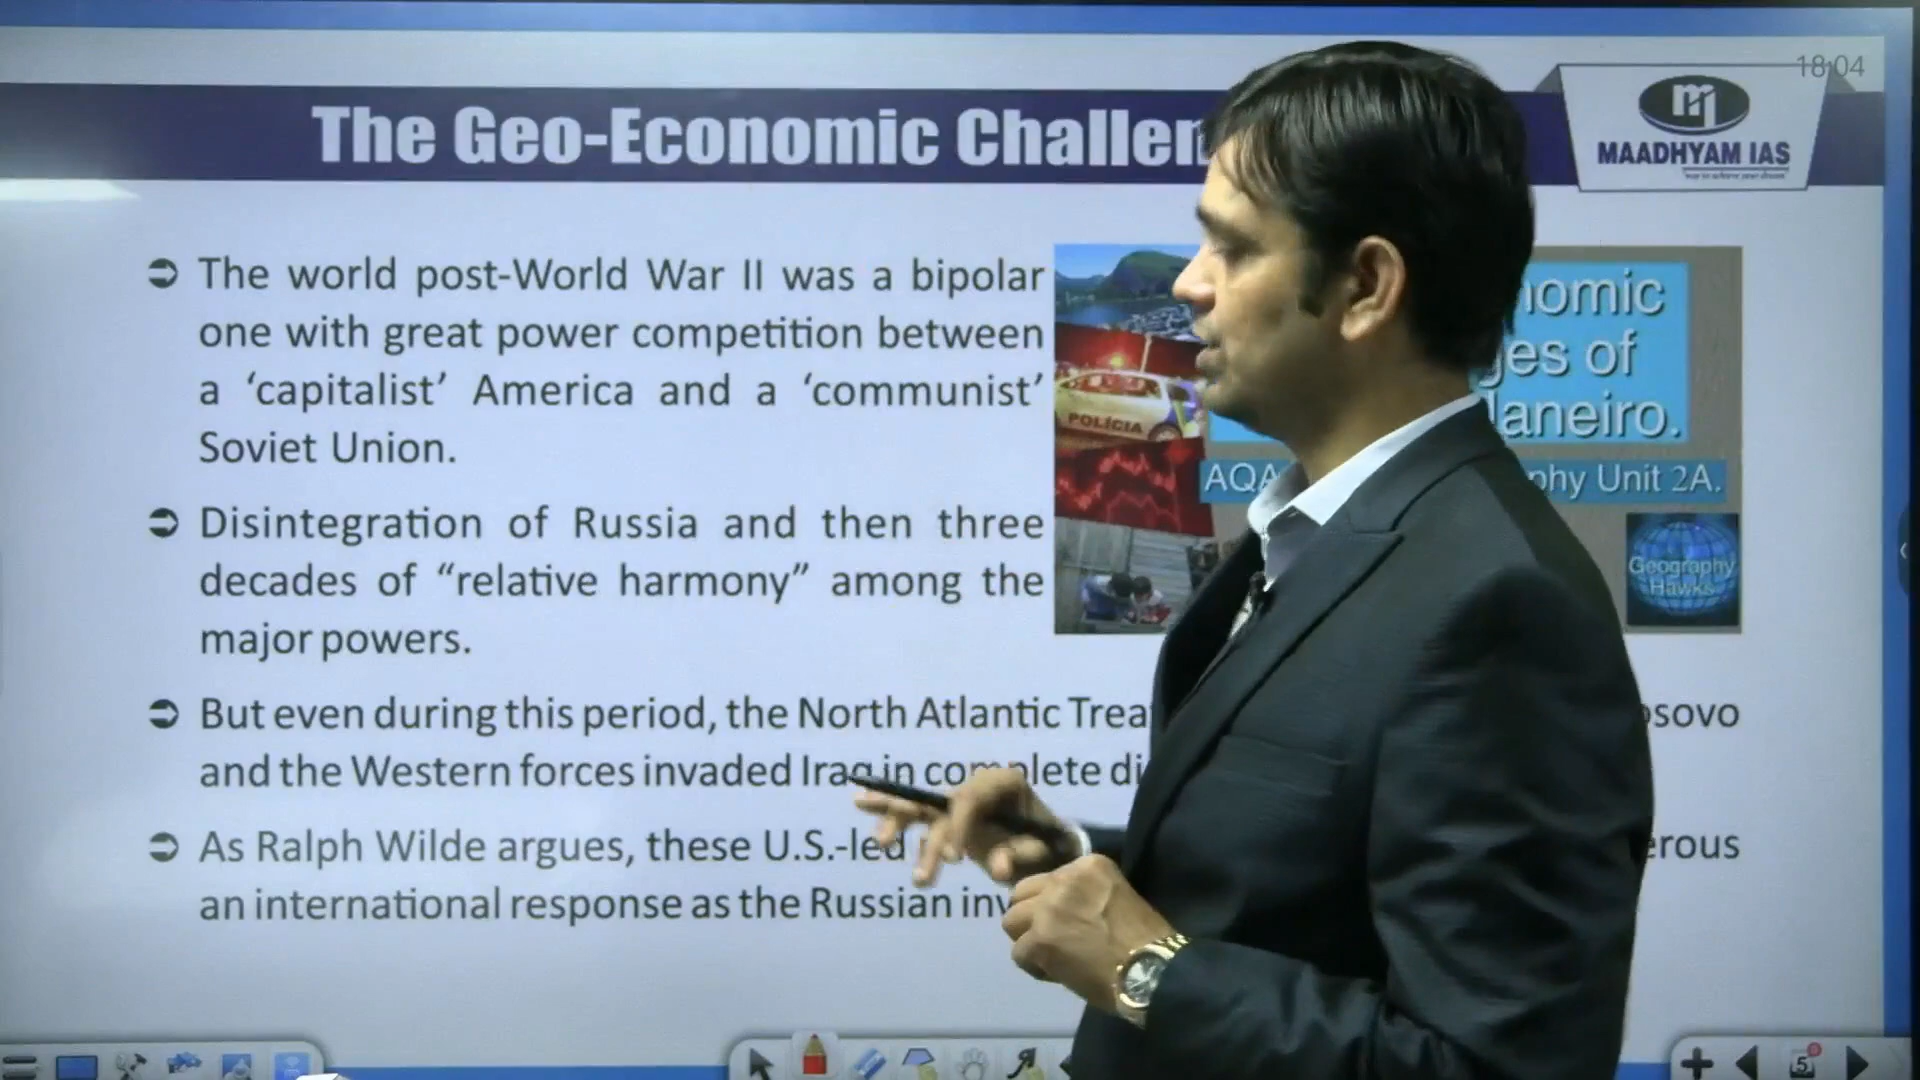 18:04
The Geo-Economic Challen
MAADHYAM IAS
The world post-World War II was a bipolar
one with great power competition between
a ‘capitalist’ America and a ‘communist’
Soviet Union.
Disintegration of Russia and then three
decades of “relative harmony” among the
major powers.
But even during this period, the North Atlantic Trea osovo
and the Western forces invaded Iraq in complete di
As Ralph Wilde argues, these U.S.-led erous
an international response as the Russian inv
nomic
ges of
Janeiro.
AQA phy Unit 2A.
POLÍCIA
Geography
Hawks
5